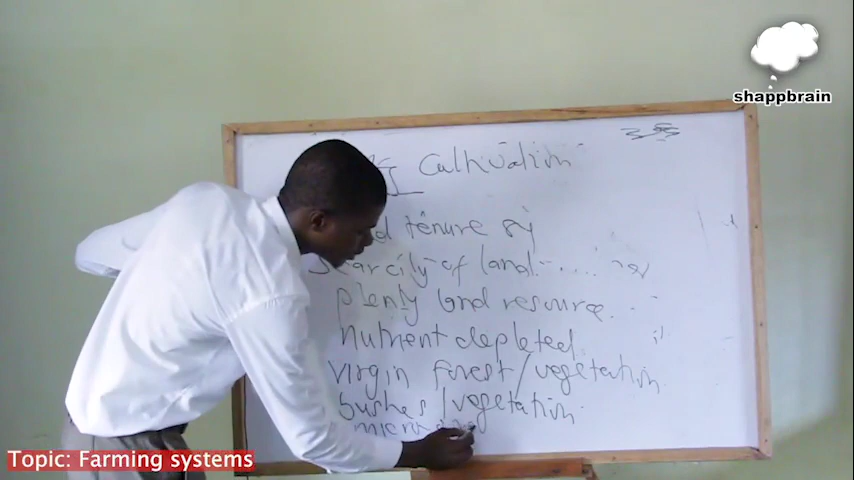 shappbrain
Cultivation
tenure sy
Scarcity of land
plenty land resource
nutrient depleted
virgin forest/vegetation
bushes/vegetation
Topic: Farming systems